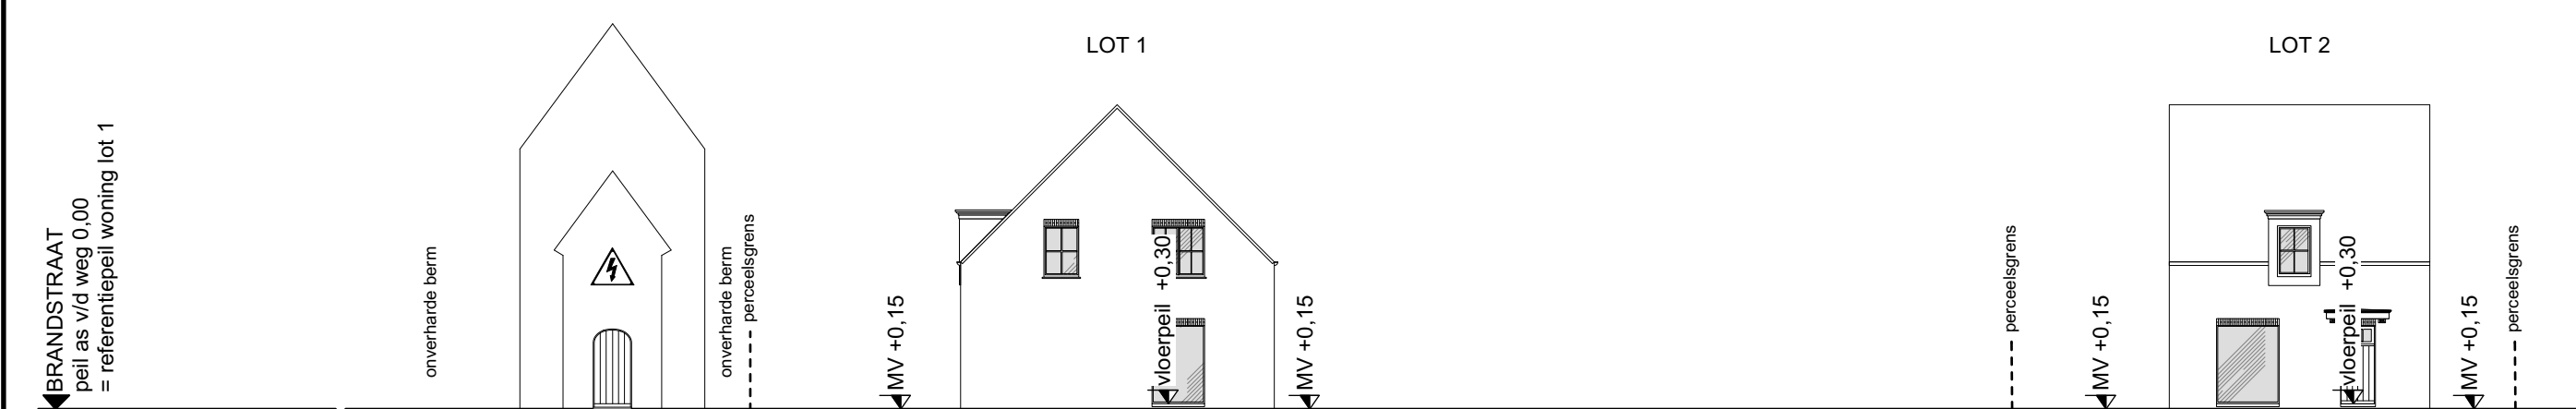 BRANDSTRAAT
peil as v/d weg 0,00
= referentiepeil woning lot 1
onverharde berm
onverharde berm
perceelsgrens
MV +0,15
LOT 1
vloerpeil +0,30
MV +0,15
perceelsgrens
MV +0,15
LOT 2
vloerpeil +0,30
MV +0,15
perceelsgrens